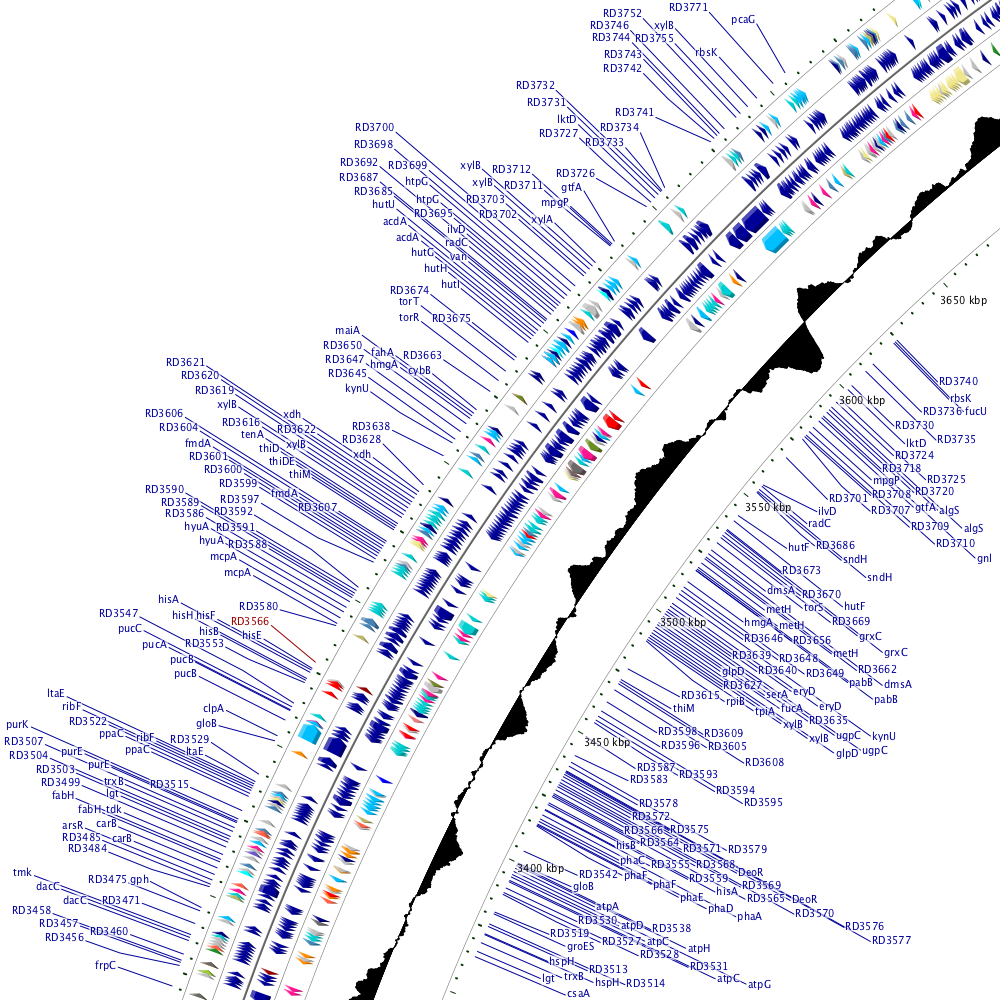 RD3771
RD3752
pcaG
RD3746
xylB
RD3744
RD3755
RD3743
rbsK
RD3742
RD3732
RD3731
RD3741
lktD
RD3734
RD3727
RD3733
RD3700
RD3698
RD3692
RD3699
xylB
RD3712
RD3726
RD3687
htpG
xylB
RD3711
gtfA
RD3685
htpG
RD3703
mpgP
hutU
RD3695
RD3702
xylA
acdA
ilvD
acdA
radC
hutG
van
hutH
hutI
RD3674
torT
torR
RD3675
maiA
RD3650
fahA
RD3663
RD3647
hmgA
cybB
RD3645
kynU
RD3621
RD3620
RD3619
xylB
xdh
RD3638
RD3606
RD3616
RD3622
RD3628
RD3604
tenA
xylB
xdh
fmdA
thiD
RD3601
thiDE
RD3600
thiM
RD3599
RD3590
fmdA
RD3589
RD3597
RD3607
RD3586
RD3592
hyuA
RD3591
hyuA
RD3588
mcpA
mcpA
hisA
RD3580
RD3547
hisH
hisF
RD3566
pucC
hisB
hisE
pucA
RD3553
pucB
pucB
ltaE
ribF
clpA
RD3522
gloB
purK
ppaC
ribF
RD3529
RD3507
purE
ppaC
ltaE
RD3504
purE
RD3503
trxB
RD3515
RD3499
lgt
fabH
fabH
tdk
arsR
carB
RD3485
carB
RD3484
tmk
RD3475
gph
dacC
dacC
RD3471
RD3458
RD3457
RD3460
RD3456
frpC
3650 kbp
RD3740
rbsK
3600 kbp
RD3736
fucU
RD3730
RD3735
lktD
RD3724
RD3718
mpgP
RD3725
RD3708
RD3720
RD3701
gtfA
3550 kbp
RD3707
algS
ilvD
RD3709
algS
radC
RD3710
hutF
RD3686
gnl
sndH
RD3673
sndH
dmsA
RD3670
metH
torS
hutF
3500 kbp
hmgA
metH
RD3669
RD3646
RD3656
grxC
RD3639
RD3648
metH
grxC
glpD
RD3640
RD3649
RD3662
RD3627
serA
eryD
pabB
dmsA
RD3615
rpiB
fucA
eryD
pabB
thiM
tpiA
xylB
RD3635
RD3598
RD3609
xylB
ugpC
kynU
3450 kbp
RD3596
RD3605
glpD
ugpC
RD3587
RD3593
RD3608
RD3583
RD3594
RD3595
RD3578
RD3572
RD3566
RD3575
hisB
RD3564
RD3571
RD3579
3400 kbp
phaC
RD3555
RD3568
RD3542
phaF
RD3559
DeoR
gloB
phaF
hisA
RD3569
atpA
phaE
RD3565
DeoR
RD3530
atpD
phaD
RD3570
RD3519
RD3538
phaA
RD3576
groES
RD3527
atpC
RD3577
hspH
RD3528
atpH
lgt
trxB
RD3513
RD3531
csaA
hspH
RD3514
atpC
atpG